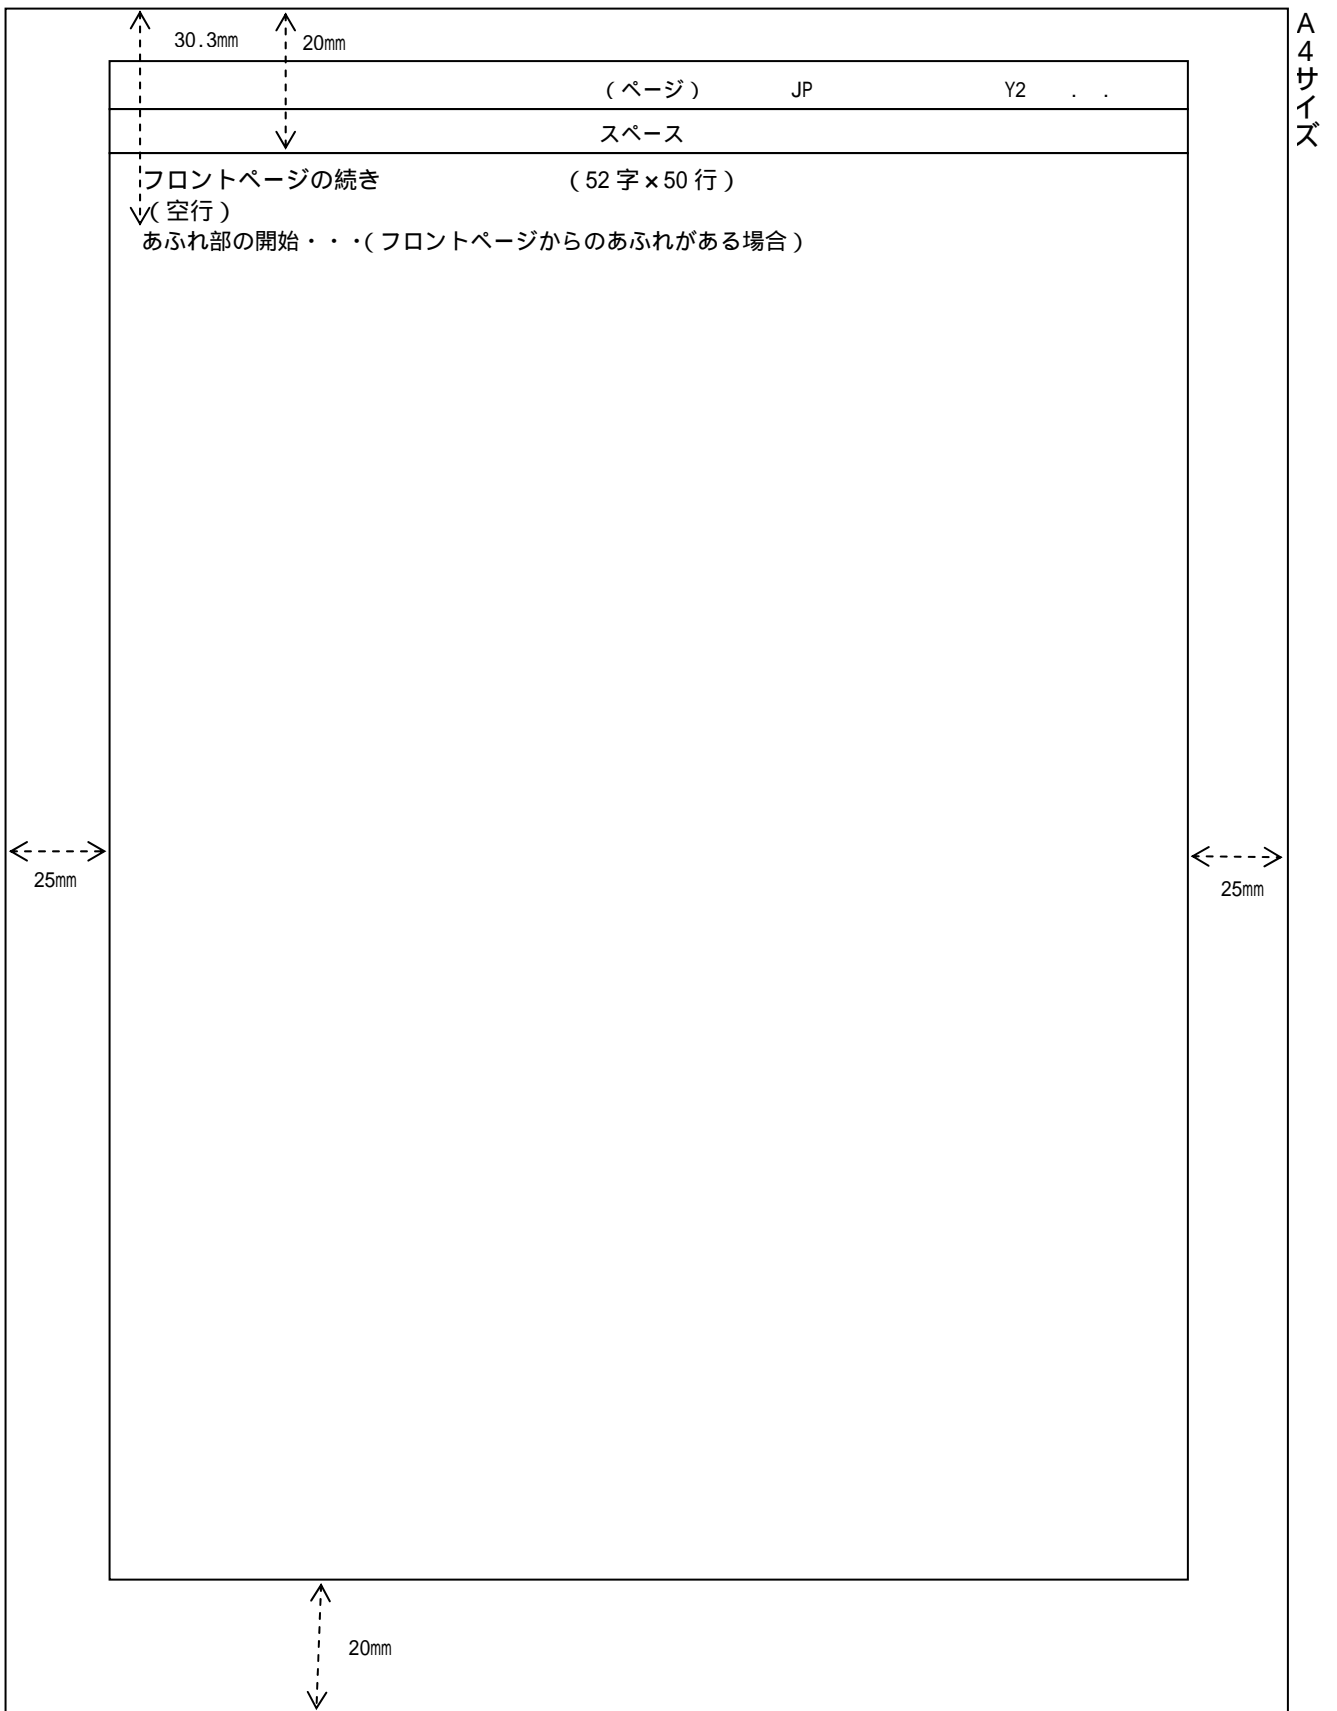 A4サイズ
30.3mm 20mm
(ページ) JP Y2 . .
スペース
フロントページの続き (52字×50行)
(空行)
あふれ部の開始・・・(フロントページからのあふれがある場合)
25mm
25mm
20mm